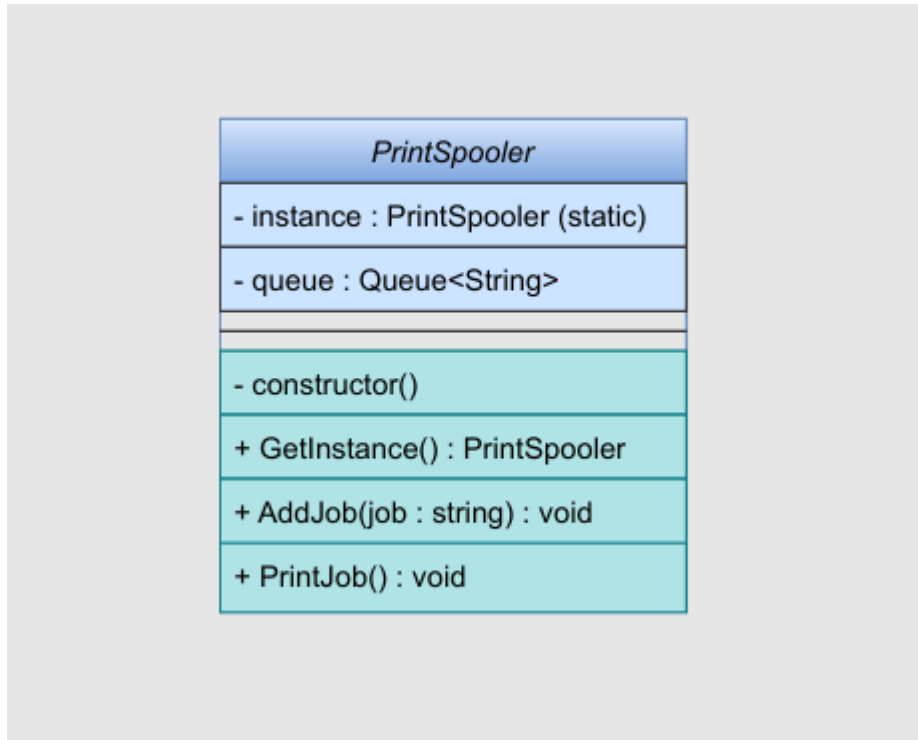 PrintSpooler
- instance : PrintSpooler (static)
- queue : Queue<String>
- constructor()
+ GetInstance() : PrintSpooler
+ AddJob(job : string) : void
+ PrintJob() : void